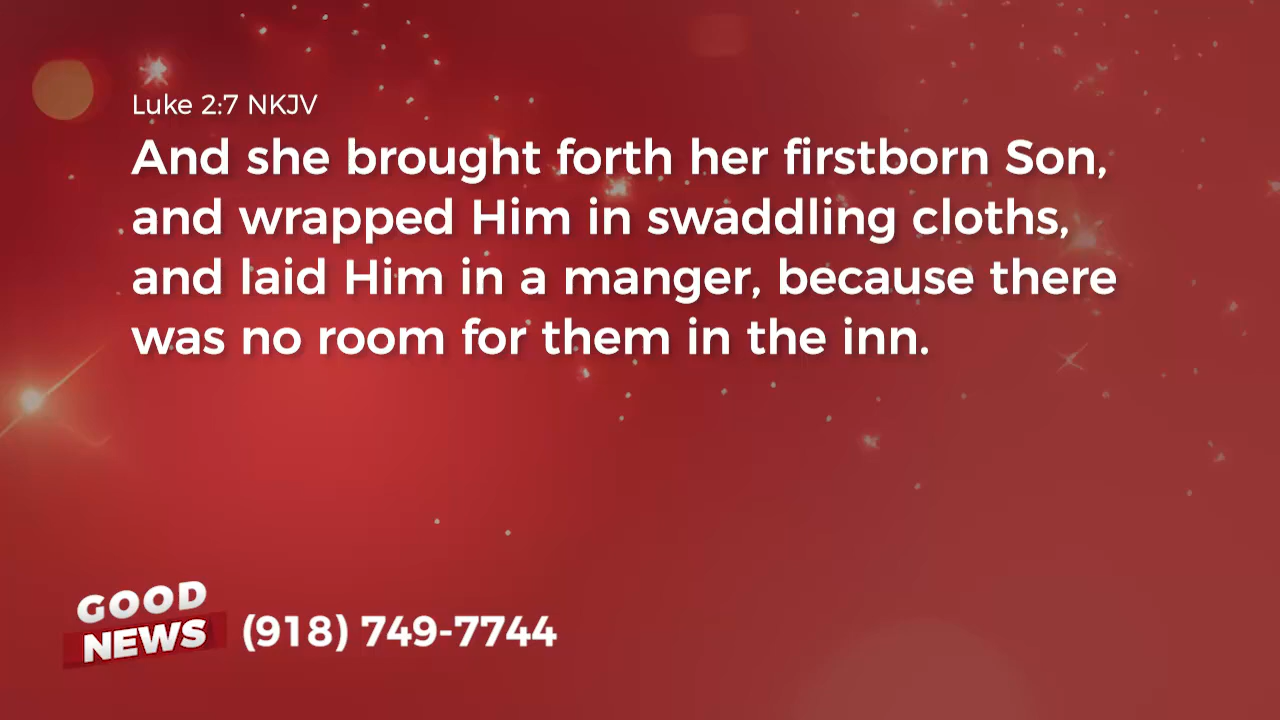 Luke 2:7 NKJV
And she brought forth her firstborn Son,
and wrapped Him in swaddling cloths,
and laid Him in a manger, because there
was no room for them in the inn.
GOOD
NEWS
(918) 749-7744